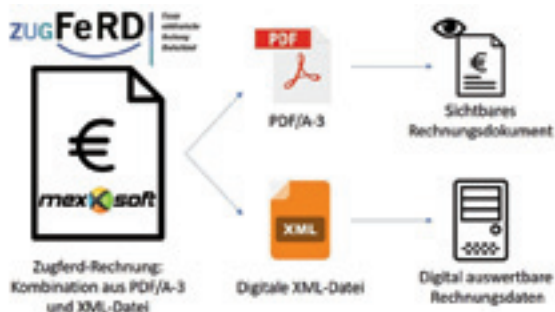 ZUGFeRD
mexXsoft
Zugferd-Rechnung:
Kombination aus PDF/A-3
und XML-Datei
PDF
PDF/A-3
XML
Digitale XML-Datei
Sichtbares
Rechnungsdokument
Digital auswertbare
Rechnungsdaten